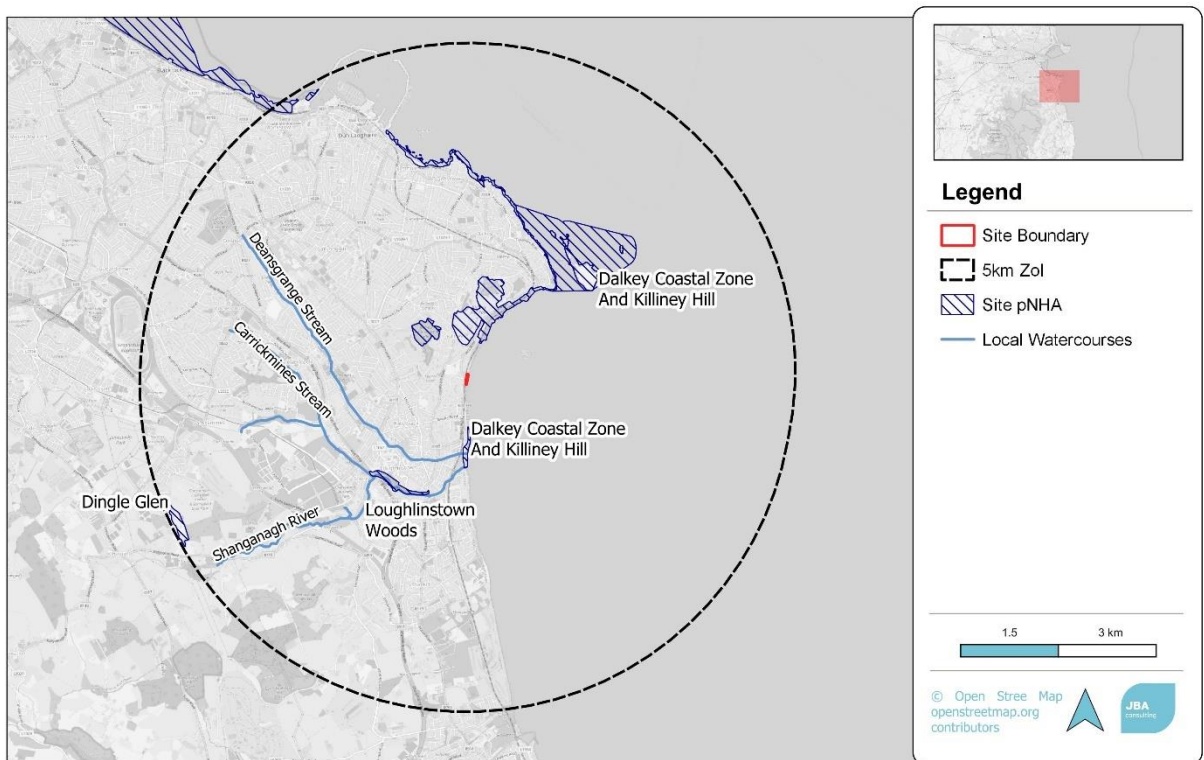 Deansgrange Stream
Carrickmines Stream
Dalkey Coastal Zone
And Killiney Hill
Dalkey Coastal Zone
And Killiney Hill
Dingle Glen
Shanganagh River
Loughlinstown
Woods
Legend
Site Boundary
5km ZoI
Site pNHA
Local Watercourses
1.5
3 km
© Open Stree Map
openstreetmap.org
contributors
JBA
consulting